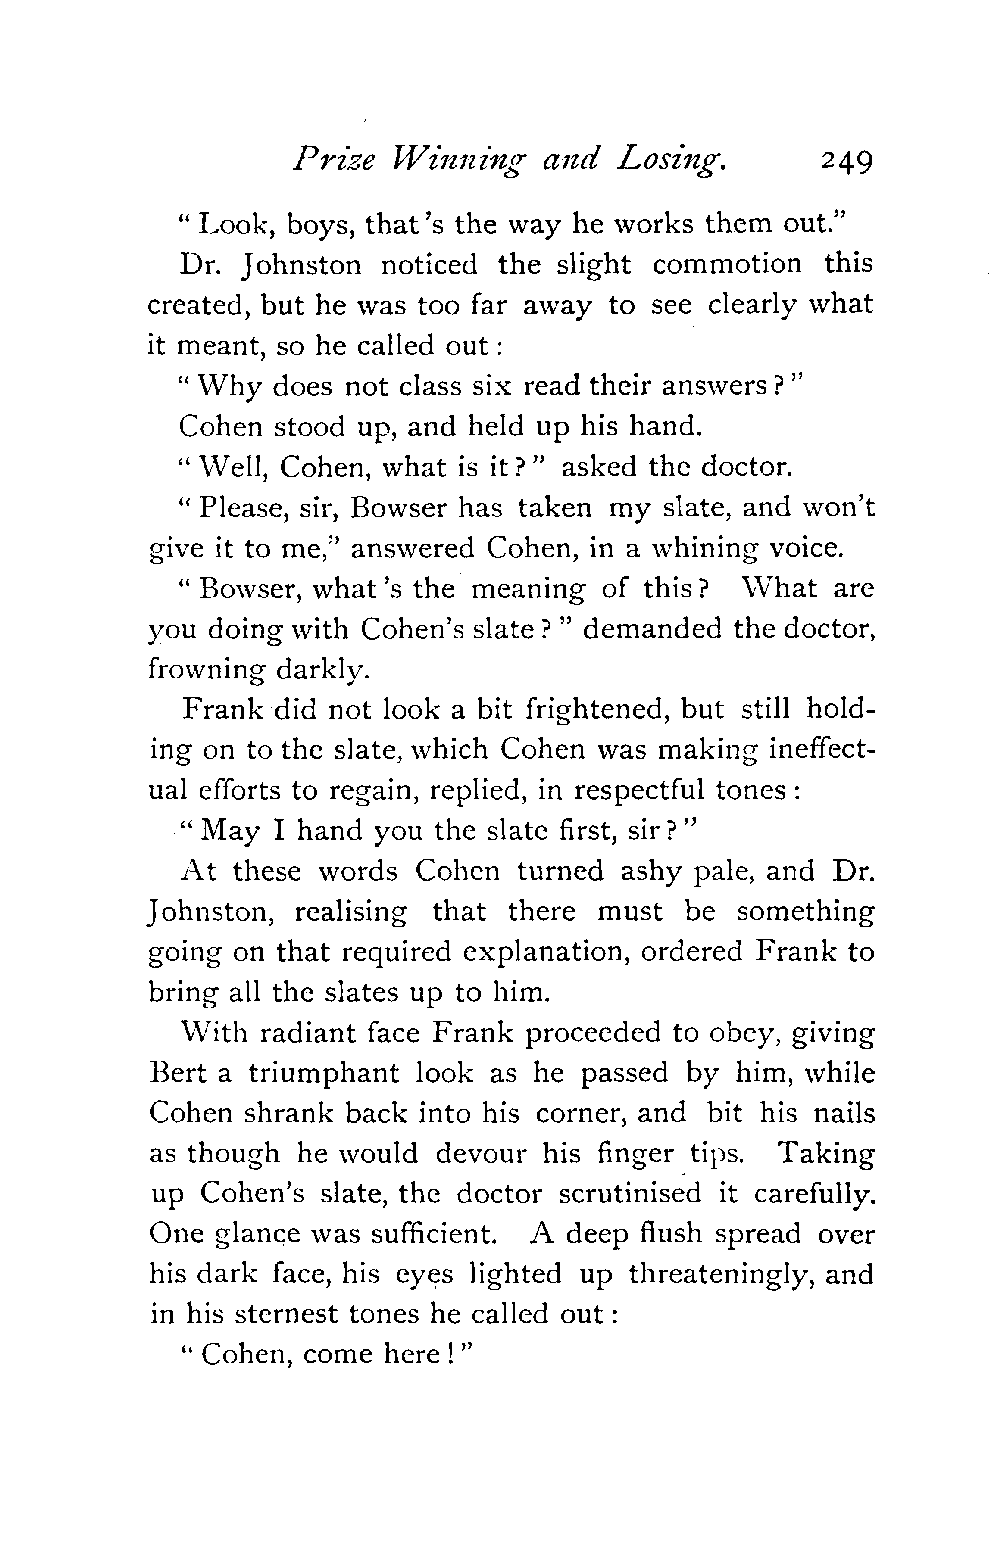 Prize Winning and Losing. 249
" Look, boys, that 's the way he works them out."
Dr. Johnston noticed the slight commotion this
created, but he was too far away to see clearly what
it meant, so he called out :
" Why does not class six read their answers ? "
Cohen stood up, and held up his hand.
" Well, Cohen, what is it ? " asked the doctor.
" Please, sir, Bowser has taken my slate, and won't
give it to me," answered Cohen, in a whining voice.
" Bowser, what 's the meaning of this ? What are
you doing with Cohen's slate ? " demanded the doctor,
frowning darkly.
Frank did not look a bit frightened, but still hold-
ing on to the slate, which Cohen was making ineffect-
ual efforts to regain, replied, in respectful tones :
" May I hand you the slate first, sir ? "
At these words Cohen turned ashy pale, and Dr.
Johnston, realising that there must be something
going on that required explanation, ordered Frank to
bring all the slates up to him.
With radiant face Frank proceeded to obey, giving
Bert a triumphant look as he passed by him, while
Cohen shrank back into his corner, and bit his nails
as though he would devour his finger tips. Taking
up Cohen's slate, the doctor scrutinised it carefully.
One glance was sufficient. A deep flush spread over
his dark face, his eyes lighted up threateningly, and
in his sternest tones he called out :
" Cohen, come here ! "